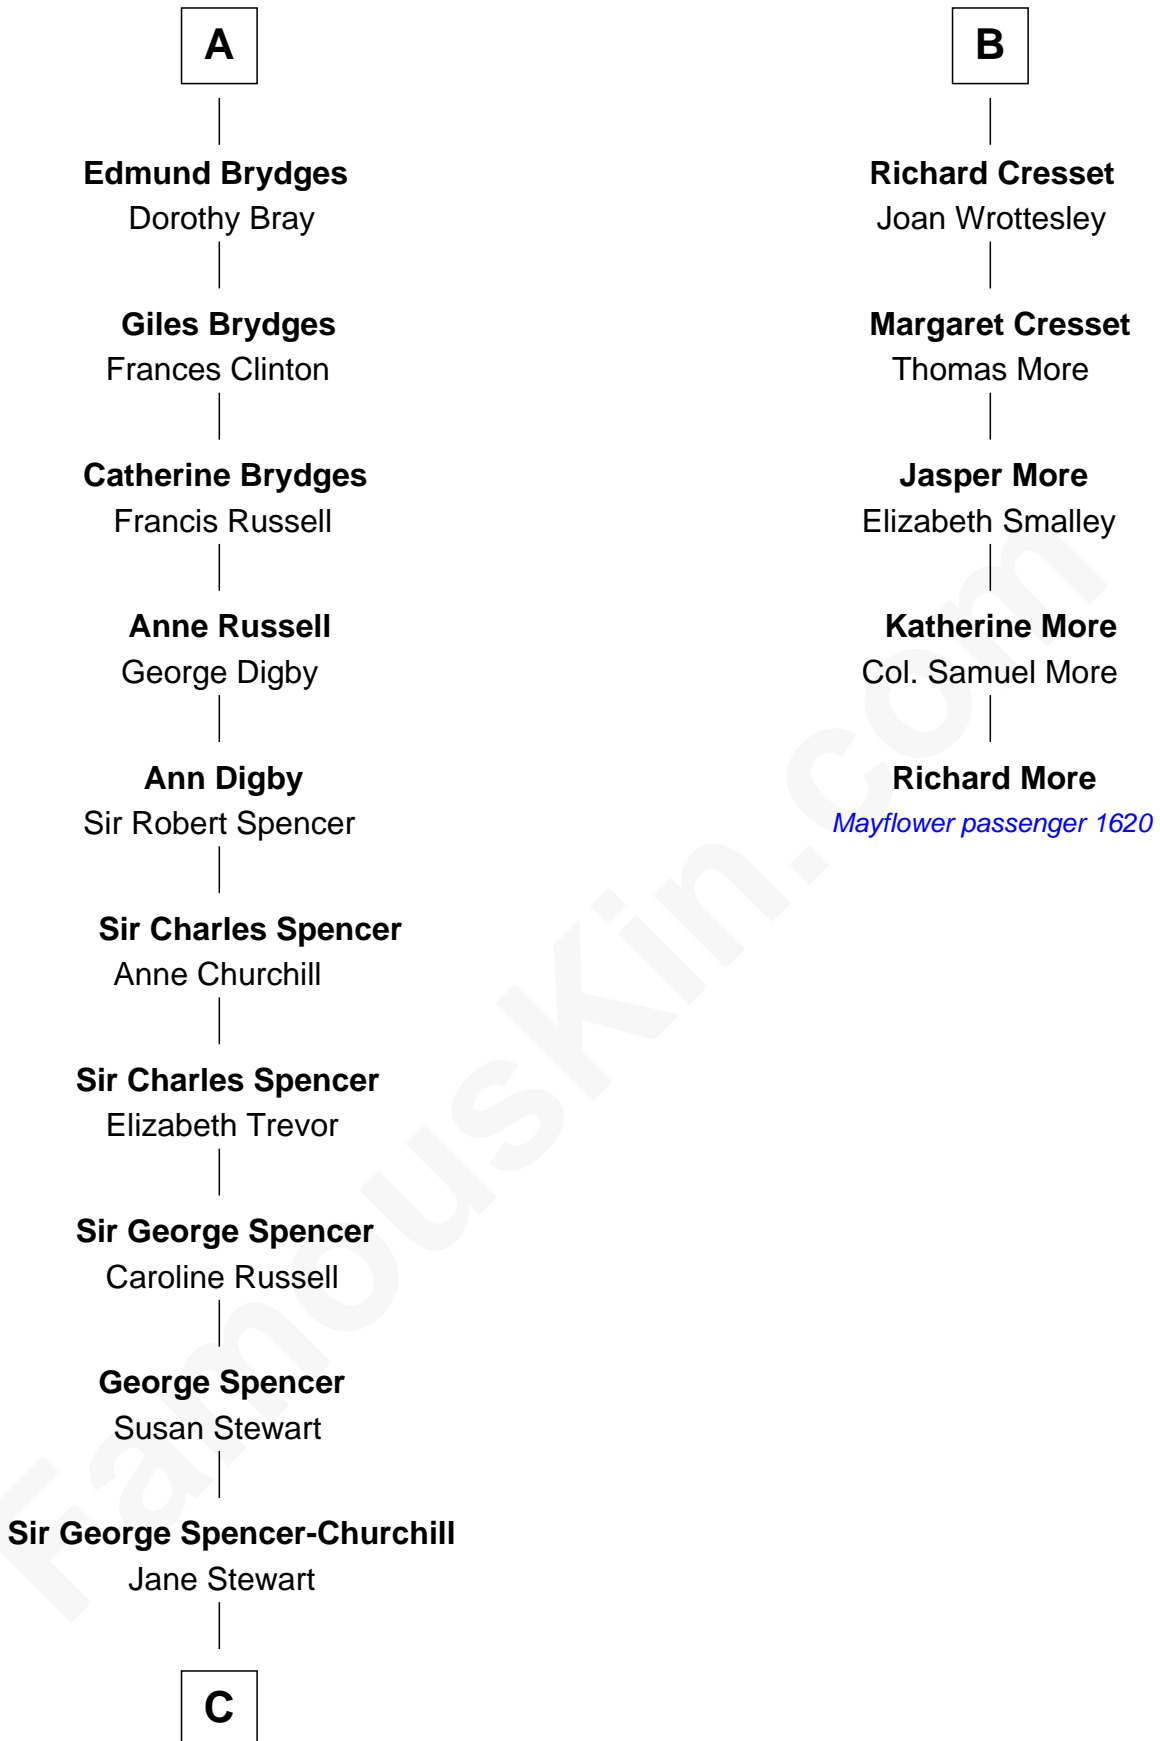 A
Edmund Brydges
Dorothy Bray
Giles Brydges
Frances Clinton
Catherine Brydges
Francis Russell
Anne Russell
George Digby
Ann Digby
Sir Robert Spencer
Sir Charles Spencer
Anne Churchill
Sir Charles Spencer
Elizabeth Trevor
Sir George Spencer
Caroline Russell
George Spencer
Susan Stewart
Sir George Spencer-Churchill
Jane Stewart
C
B
Richard Cresset
Joan Wrottesley
Margaret Cresset
Thomas More
Jasper More
Elizabeth Smalley
Katherine More
Col. Samuel More
Richard More
Mayflower passenger 1620
FamousKin.com